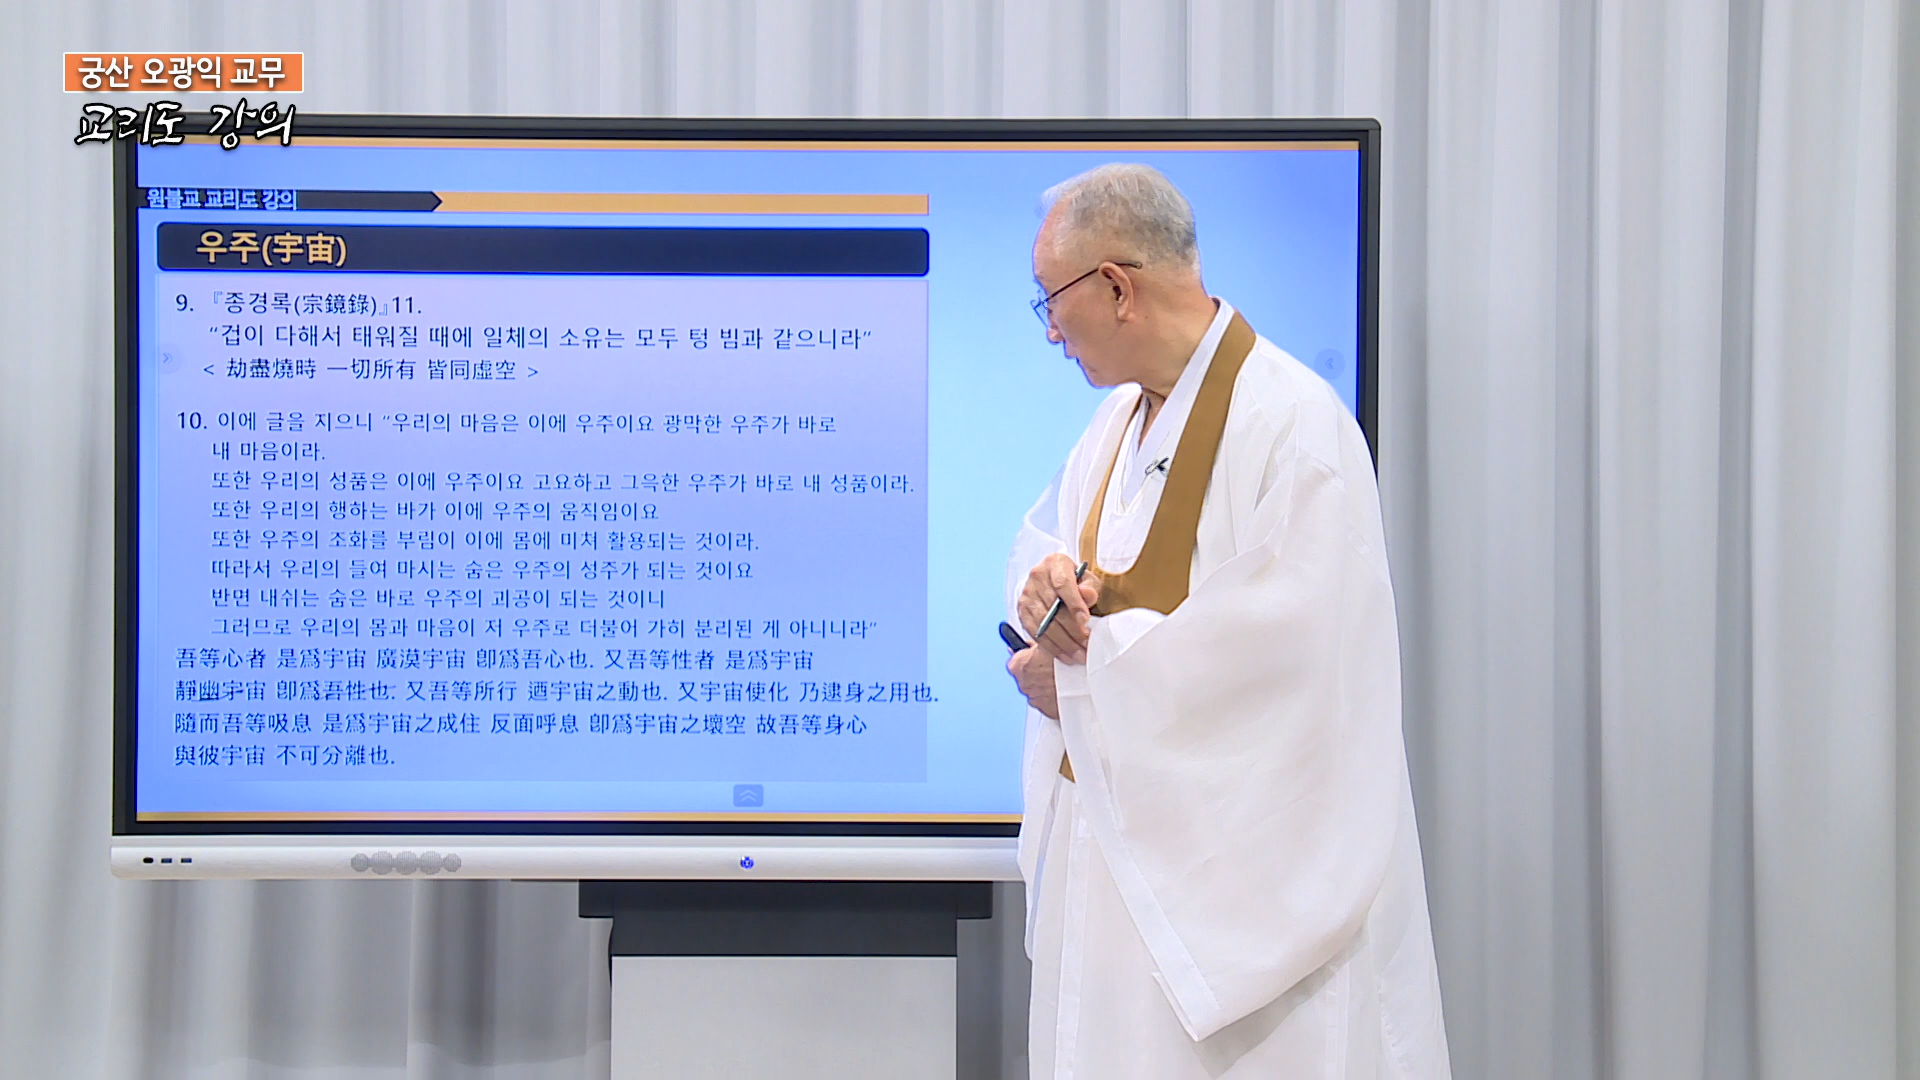 궁산 오광익 교무
교리도 강의
원불교 교리도 강의
우주(宇宙)
9. 『종경록(宗鏡錄)』11.
“겁이 다해서 태워질 때에 일체의 소유는 모두 텅 빔과 같으니라”
< 劫盡燒時 一切所有 皆同虛空 >
10. 이에 글을 지으니 “우리의 마음은 이에 우주이요 광막한 우주가 바로
내 마음이라.
또한 우리의 성품은 이에 우주이요 고요하고 그윽한 우주가 바로 내 성품이라.
또한 우리의 행하는 바가 이에 우주의 움직임이요
또한 우주의 조화를 부림이 이에 몸에 미쳐 활용되는 것이라.
따라서 우리의 들여 마시는 숨은 우주의 성주가 되는 것이요
반면 내쉬는 숨은 바로 우주의 괴공이 되는 것이니
그러므로 우리의 몸과 마음이 저 우주로 더불어 가히 분리된 게 아니니라”
吾等心者 是爲宇宙 廣漠宇宙 卽爲吾心也. 又吾等性者 是爲宇宙
靜幽宇宙 卽爲吾性也. 又吾等所行 迺宇宙之動也. 又宇宙使化 乃逮身之用也.
隨而吾等吸息 是爲宇宙之成住 反面呼息 卽爲宇宙之壞空 故吾等身心
與彼宇宙 不可分離也.